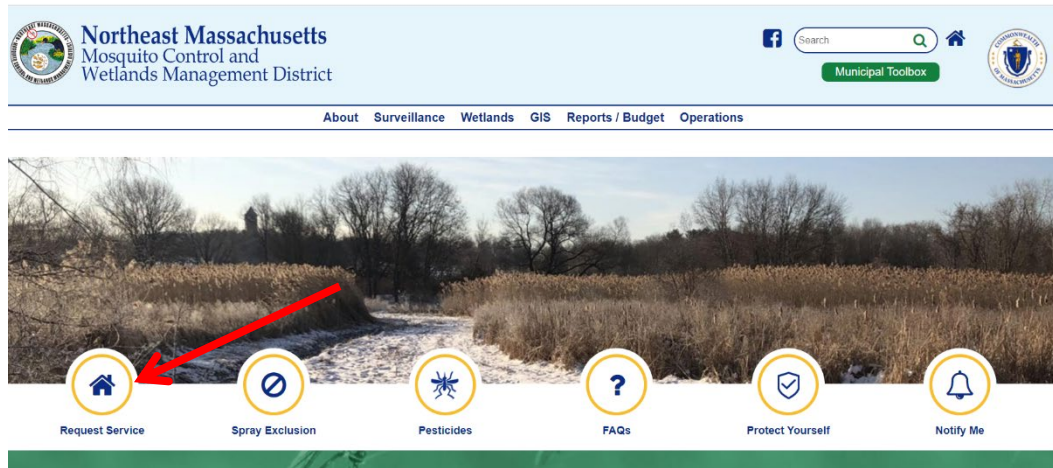 Northeast Massachusetts
Mosquito Control and
Wetlands Management District
Search
Municipal Toolbox
About Surveillance Wetlands GIS Reports / Budget Operations
Request Service Spray Exclusion Pesticides FAQs Protect Yourself Notify Me